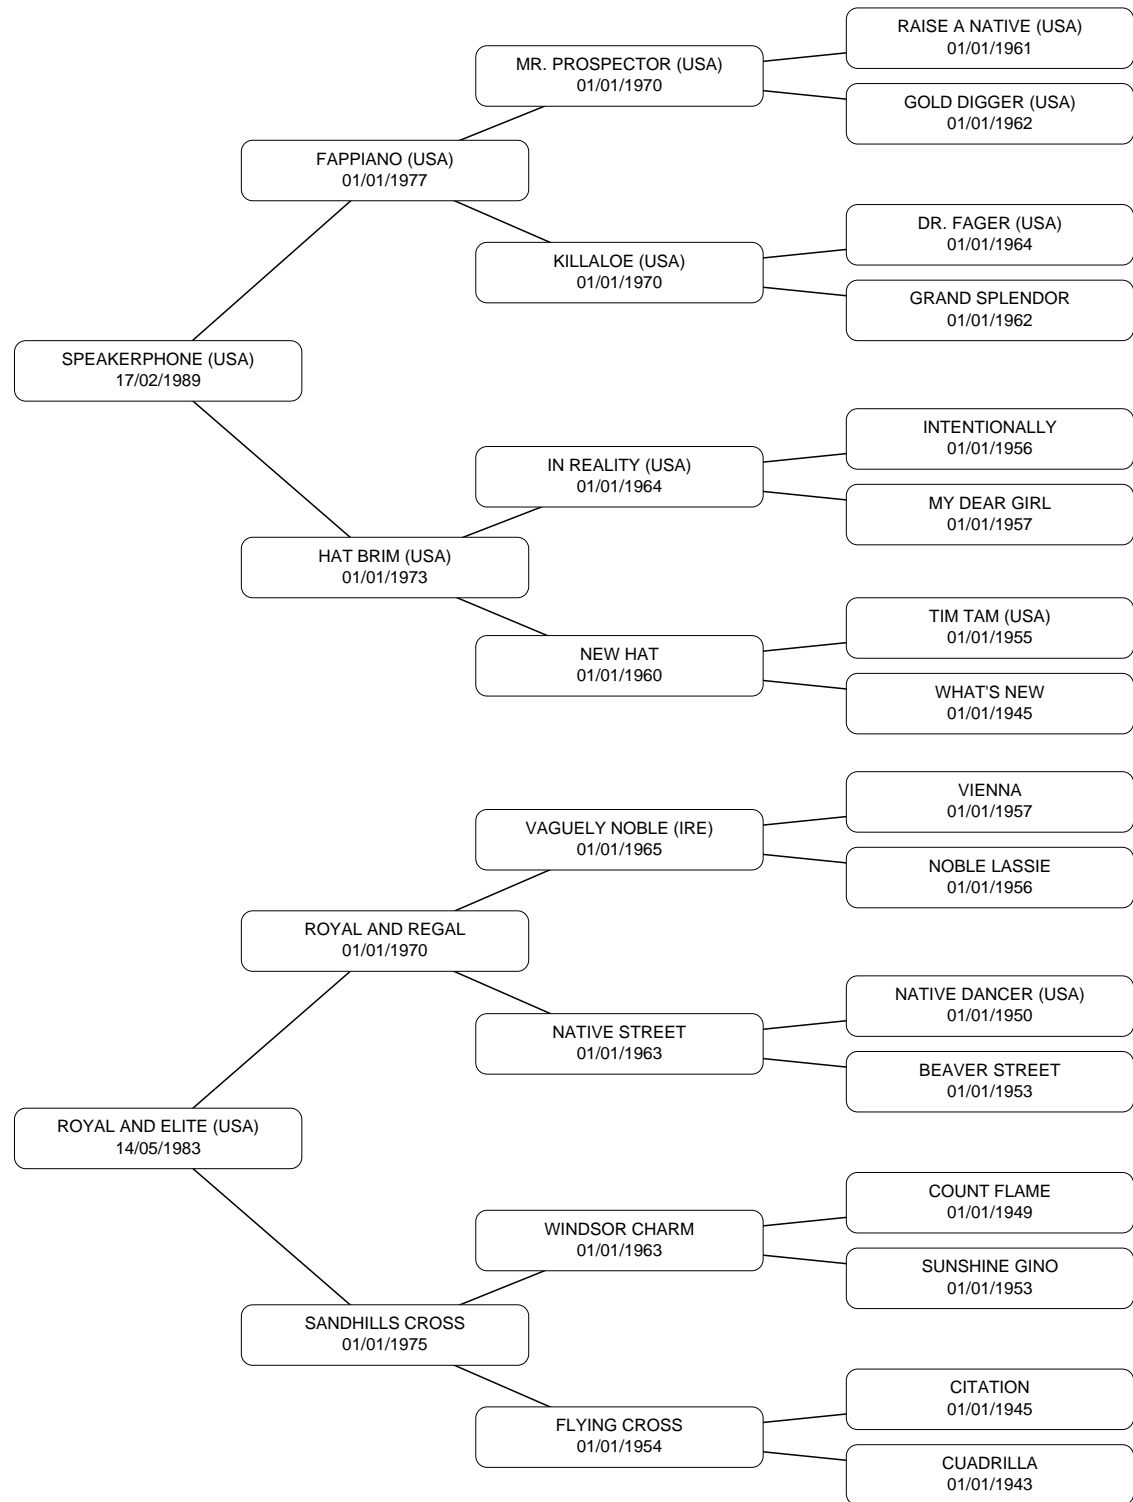 RAISE A NATIVE (USA)
01/01/1961
MR. PROSPECTOR (USA)
01/01/1970
GOLD DIGGER (USA)
01/01/1962
FAPPIANO (USA)
01/01/1977
DR. FAGER (USA)
01/01/1964
KILLALOE (USA)
01/01/1970
GRAND SPLENDOR
01/01/1962
SPEAKERPHONE (USA)
17/02/1989
INTENTIONALLY
01/01/1956
IN REALITY (USA)
01/01/1964
MY DEAR GIRL
01/01/1957
HAT BRIM (USA)
01/01/1973
TIM TAM (USA)
01/01/1955
NEW HAT
01/01/1960
WHAT'S NEW
01/01/1945
VIENNA
01/01/1957
VAGUELY NOBLE (IRE)
01/01/1965
NOBLE LASSIE
01/01/1956
ROYAL AND REGAL
01/01/1970
NATIVE DANCER (USA)
01/01/1950
NATIVE STREET
01/01/1963
BEAVER STREET
01/01/1953
ROYAL AND ELITE (USA)
14/05/1983
COUNT FLAME
01/01/1949
WINDSOR CHARM
01/01/1963
SUNSHINE GINO
01/01/1953
SANDHILLS CROSS
01/01/1975
CITATION
01/01/1945
FLYING CROSS
01/01/1954
CUADRILLA
01/01/1943